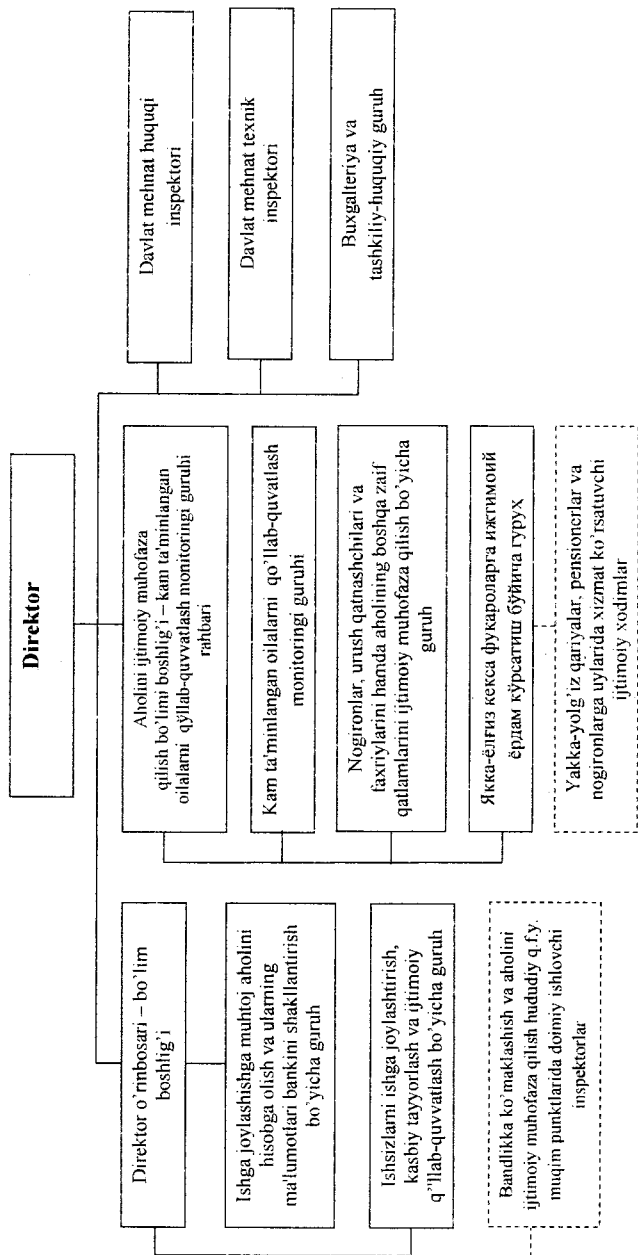 Direktor
Direktor o`rinbosari – bo`lim
boshlig'i
Ishga joylashishga muhtoj aholini
hisobga olish va ularning
ma'lumotlari bankini shakllantirish
bo`yicha guruh
Ishsizlarni ishga joylashtirish,
kasbiy tayyorlash va ijtimoiy
q''llab-quvvatlash bo`yicha guruh
Bandlikka ko`maklashish va aholini
ijtimoiy muhofaza qilish hududiy q.f.y.
muqim punktlarida doimiy ishlovchi
inspektorlar
Aholini ijtimoiy muhofaza
qilish bo`limi boshlig'i – kam ta'minlangan
oilalarni qўllab-quvvatlash monitoringi guruhi
rahbari
Kam ta'minlangan oilalarni qo`llab-quvatlash
monitoringi guruhi
Nogironlar, urush qatnashchilari va
faxriylarini hamda aholining boshqa zaif
qatlamlarini ijtimoiy muhofaza qilish bo`yicha
guruh
Якка-ёлғиз кекса фукароларга ижтимоий
ёрдам кўрсатиш бўйича гурух
Yakka-yolg`iz qariyalar, pensionerlar va
nogironlarga uylarida xizmat ko`rsatuvchi
ijtimoiy xodimlar
Davlat mehnat huquqi
inspektori
Davlat mehnat texnik
inspektori
Buxgalteriya va
tashkiliy-huquqiy guruh